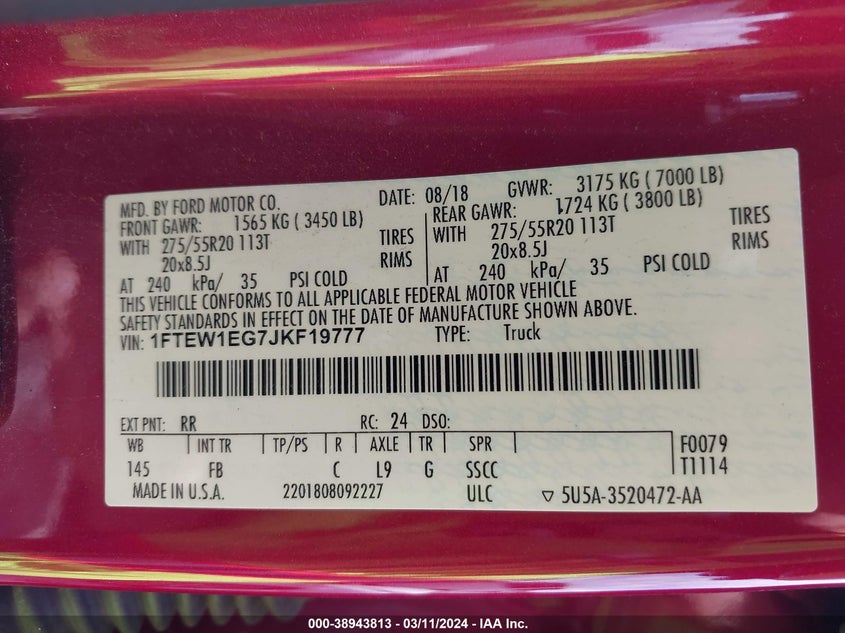 MFD. BY FORD MOTOR CO. DATE: 08/18 GVWR: 3175 KG ( 7000 LB)
FRONT GAWR: 1565 KG ( 3450 LB) REAR GAWR: 1724 KG ( 3800 LB)
WITH 275/55R20 113T TIRES WITH 275/55R20 113T TIRES
20x8.5J RIMS 20x8.5J RIMS
AT 240 kPa/ 35 PSI COLD AT 240 kPa/ 35 PSI COLD
THIS VEHICLE CONFORMS TO ALL APPLICABLE FEDERAL MOTOR VEHICLE
SAFETY STANDARDS IN EFFECT ON THE DATE OF MANUFACTURE SHOWN ABOVE.
VIN: 1FTEW1EG7JKF19777 TYPE: Truck
EXT PNT: RR RC: 24 DSO:
WB INT TR TP/PS R AXLE TR SPR F0079
145 FB C L9 G SSCC T1114
MADE IN U.S.A. 2201808092227 ULC ▽ 5U5A-3520472-AA
000-38943813 - 03/11/2024 - IAA Inc.